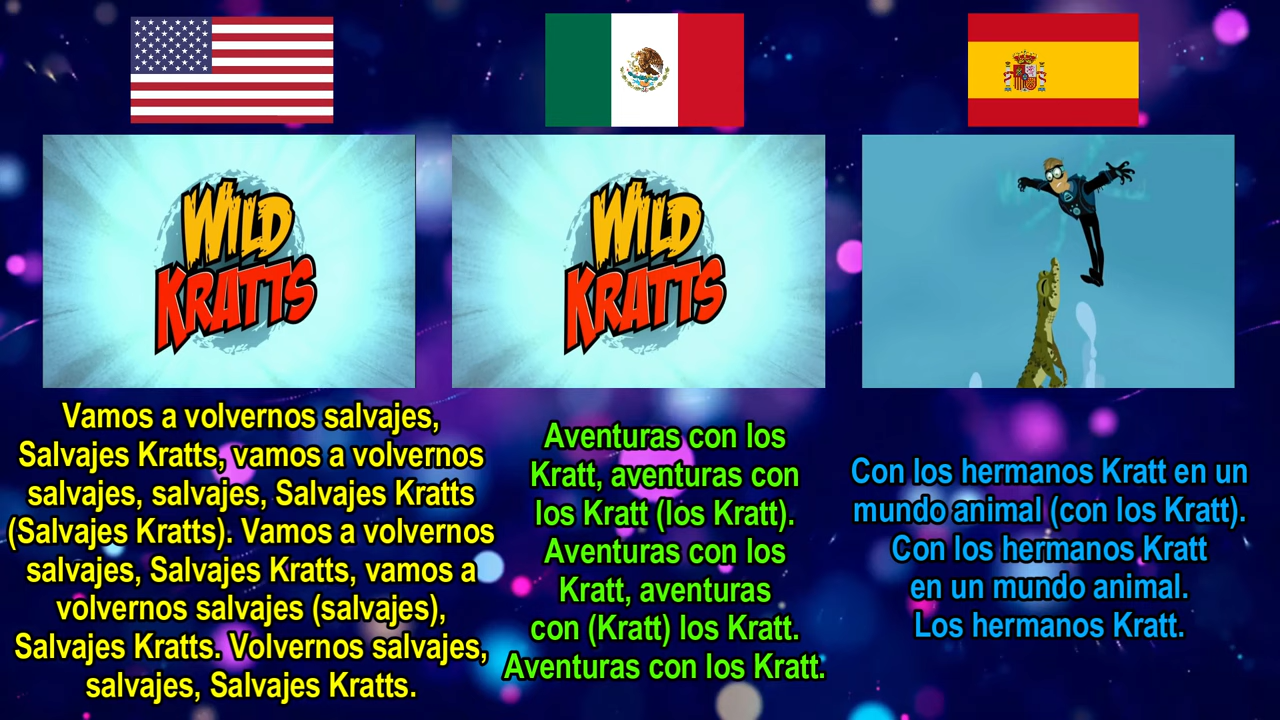 WILD
KRATTS
WILD
KRATTS
Vamos a volvernos salvajes,
Salvajes Kratts, vamos a volvernos
salvajes, salvajes, Salvajes Kratts
(Salvajes Kratts). Vamos a volvernos
salvajes, Salvajes Kratts, vamos a
volvernos salvajes (salvajes),
Salvajes Kratts. Volvernos salvajes,
salvajes, Salvajes Kratts.
Aventuras con los
Kratt, aventuras con
los Kratt (los Kratt).
Aventuras con los
Kratt, aventuras
con (Kratt) los Kratt.
Aventuras con los Kratt.
Con los hermanos Kratt en un
mundo animal (con los Kratt).
Con los hermanos Kratt
en un mundo animal.
Los hermanos Kratt.